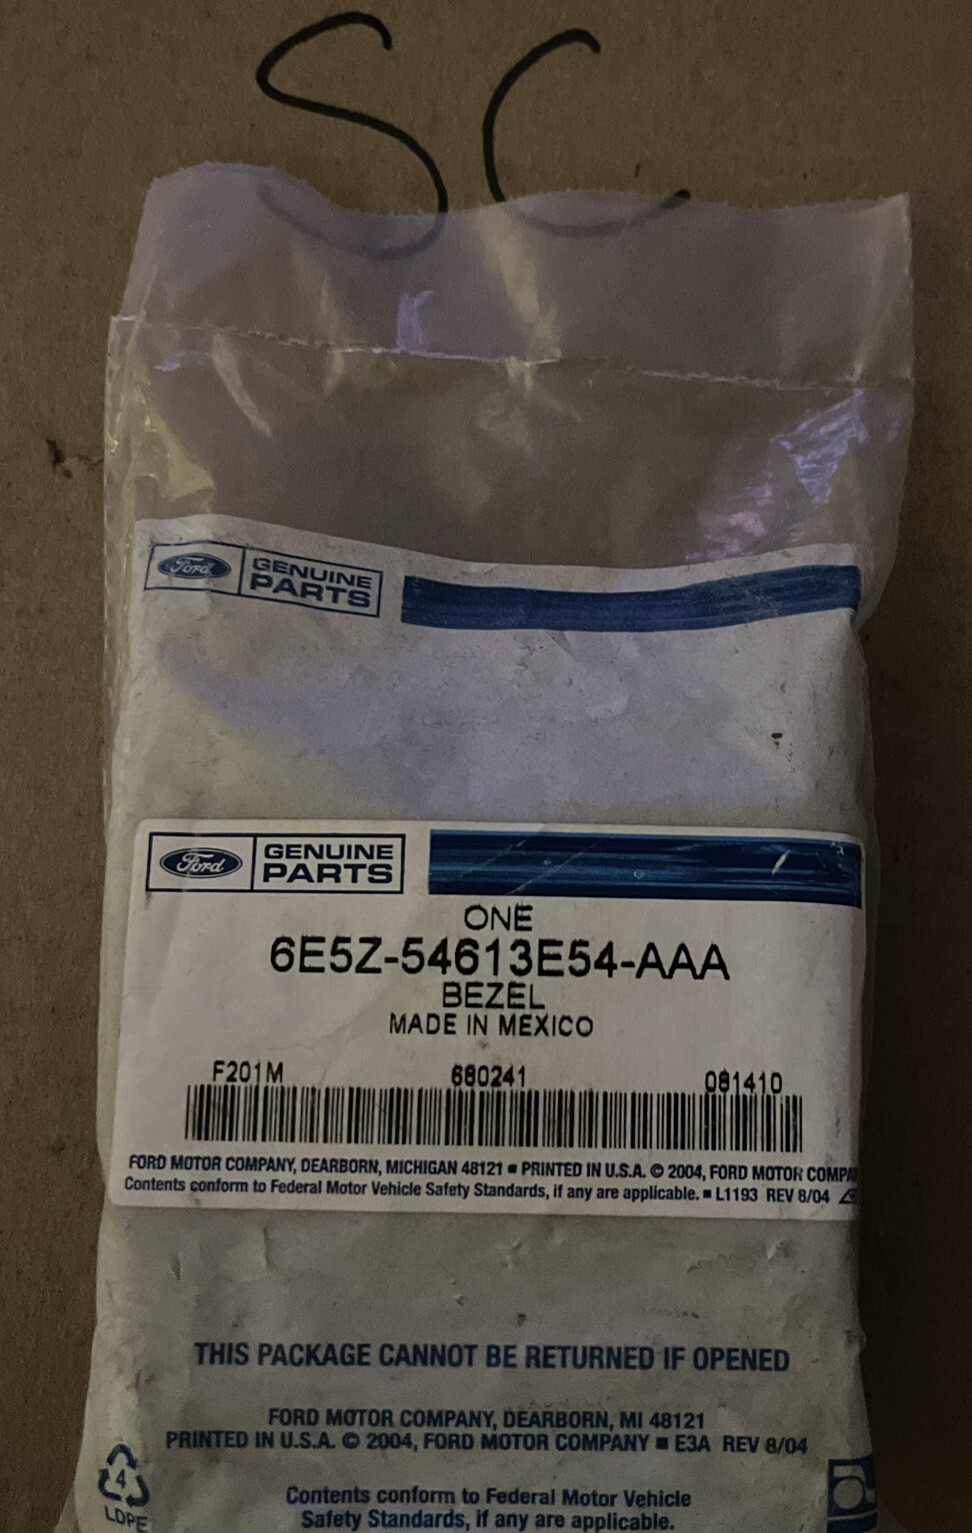 SC
Ford GENUINE
PARTS
Ford GENUINE
PARTS
ONE
6E5Z-54613E54-AAA
BEZEL
MADE IN MEXICO
F201M 680241 081410
FORD MOTOR COMPANY, DEARBORN, MICHIGAN 48121 ■ PRINTED IN U.S.A. © 2004, FORD MOTOR COMPA
Contents conform to Federal Motor Vehicle Safety Standards, if any are applicable. ■ L1193 REV 8/04
THIS PACKAGE CANNOT BE RETURNED IF OPENED
FORD MOTOR COMPANY, DEARBORN, MI 48121
PRINTED IN U.S.A. © 2004, FORD MOTOR COMPANY ■ E3A REV 8/04
4
LDPE
Contents conform to Federal Motor Vehicle
Safety Standards, if any are applicable.